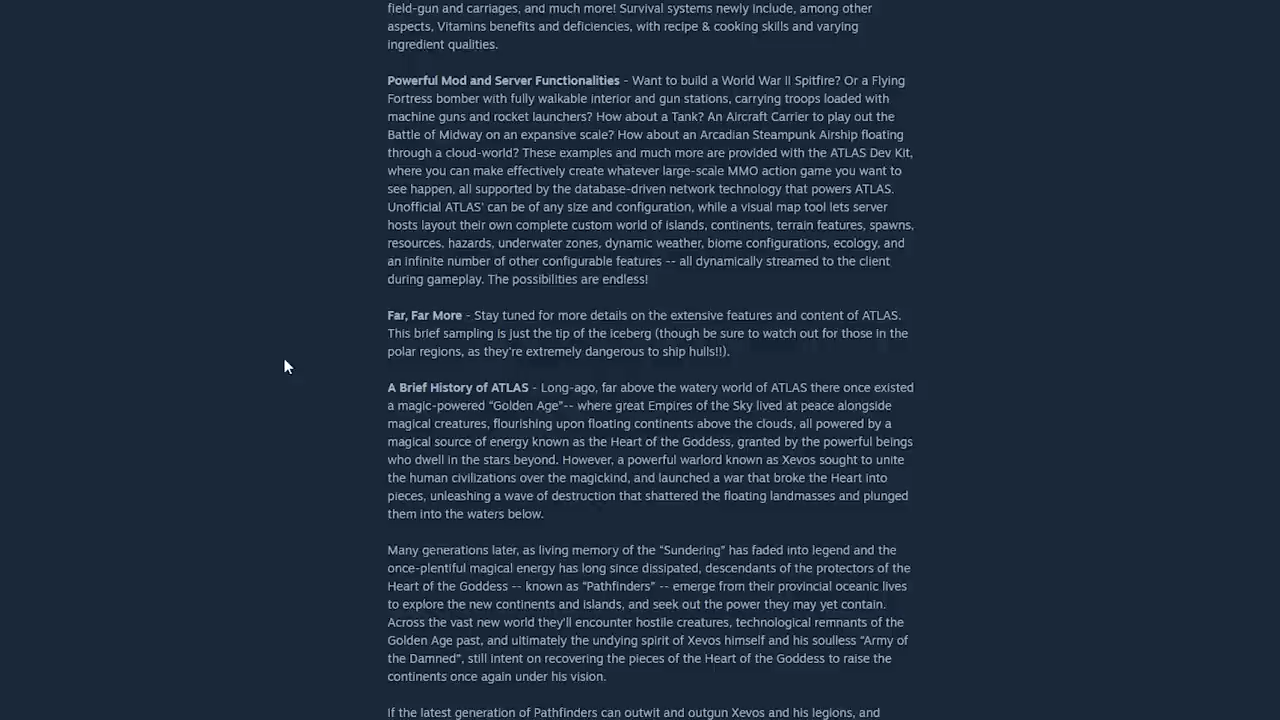 field-gun and carriages, and much more! Survival systems newly include, among other
aspects, Vitamins benefits and deficiencies, with recipe & cooking skills and varying
ingredient qualities.
Powerful Mod and Server Functionalities - Want to build a World War II Spitfire? Or a Flying
Fortress bomber with fully walkable interior and gun stations, carrying troops loaded with
machine guns and rocket launchers? How about a Tank? An Aircraft Carrier to play out the
Battle of Midway on an expansive scale? How about an Arcadian Steampunk Airship floating
through a cloud-world? These examples and much more are provided with the ATLAS Dev Kit,
where you can make effectively create whatever large-scale MMO action game you want to
see happen, all supported by the database-driven network technology that powers ATLAS.
Unofficial ATLAS' can be of any size and configuration, while a visual map tool lets server
hosts layout their own complete custom world of islands, continents, terrain features, spawns,
resources, hazards, underwater zones, dynamic weather, biome configurations, ecology, and
an infinite number of other configurable features -- all dynamically streamed to the client
during gameplay. The possibilities are endless!
Far, Far More - Stay tuned for more details on the extensive features and content of ATLAS.
This brief sampling is just the tip of the iceberg (though be sure to watch out for those in the
polar regions, as they're extremely dangerous to ship hulls!!).
A Brief History of ATLAS - Long-ago, far above the watery world of ATLAS there once existed
a magic-powered “Golden Age”-- where great Empires of the Sky lived at peace alongside
magical creatures, flourishing upon floating continents above the clouds, all powered by a
magical source of energy known as the Heart of the Goddess, granted by the powerful beings
who dwell in the stars beyond. However, a powerful warlord known as Xevos sought to unite
the human civilizations over the magickind, and launched a war that broke the Heart into
pieces, unleashing a wave of destruction that shattered the floating landmasses and plunged
them into the waters below.
Many generations later, as living memory of the “Sundering” has faded into legend and the
once-plentiful magical energy has long since dissipated, descendants of the protectors of the
Heart of the Goddess -- known as “Pathfinders” -- emerge from their provincial oceanic lives
to explore the new continents and islands, and seek out the power they may yet contain.
Across the vast new world they'll encounter hostile creatures, technological remnants of the
Golden Age past, and ultimately the undying spirit of Xevos himself and his soulless “Army of
the Damned”, still intent on recovering the pieces of the Heart of the Goddess to raise the
continents once again under his vision.
If the latest generation of Pathfinders can outwit and outgun Xevos and his legions, and